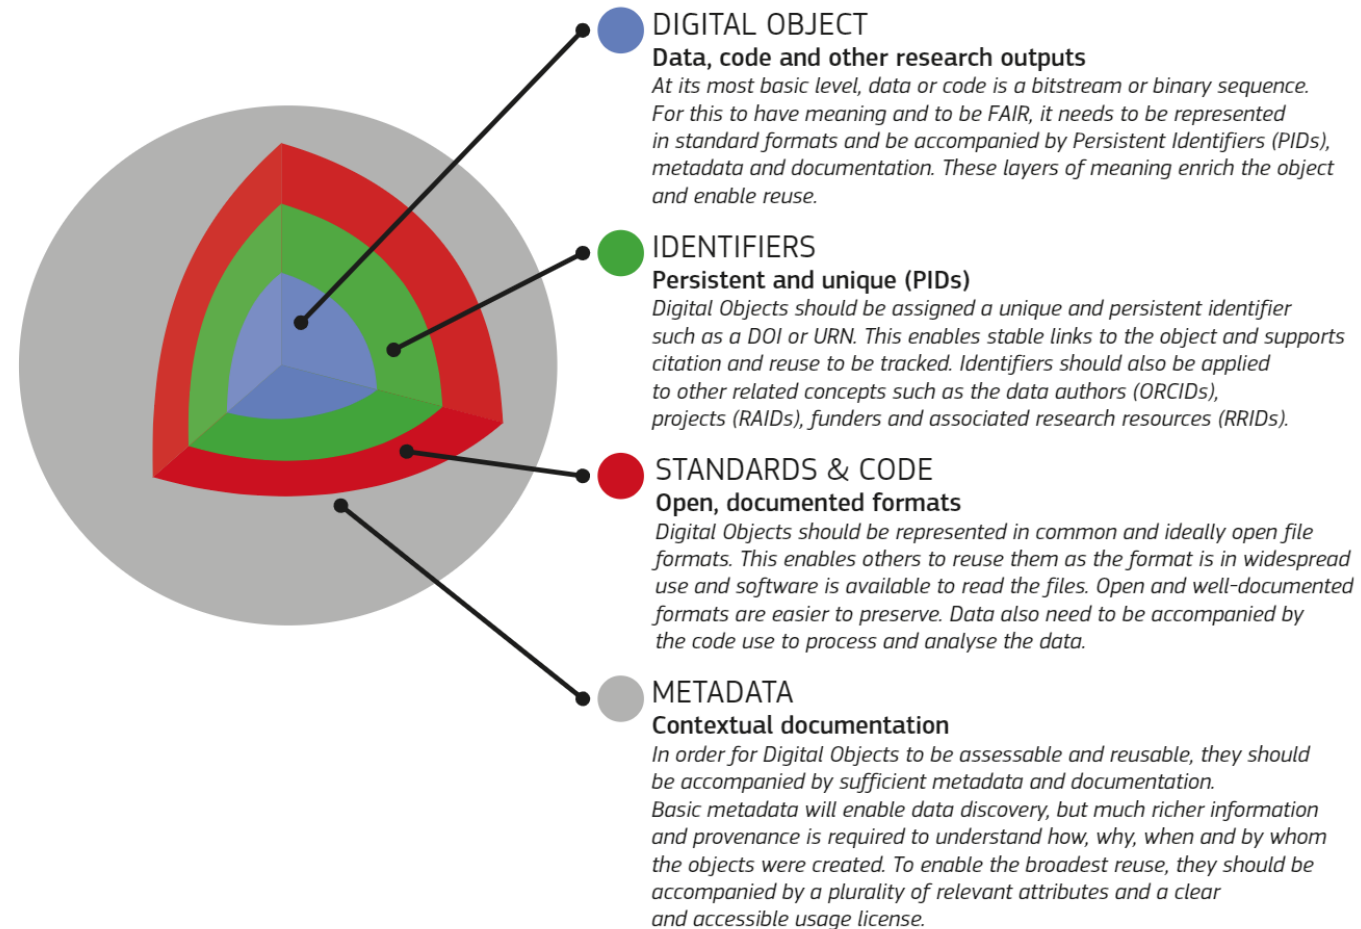 DIGITAL OBJECT
Data, code and other research outputs
At its most basic level, data or code is a bitstream or binary sequence.
For this to have meaning and to be FAIR, it needs to be represented
in standard formats and be accompanied by Persistent Identifiers (PIDs),
metadata and documentation. These layers of meaning enrich the object
and enable reuse.
IDENTIFIERS
Persistent and unique (PIDs)
Digital Objects should be assigned a unique and persistent identifier
such as a DOI or URN. This enables stable links to the object and supports
citation and reuse to be tracked. Identifiers should also be applied
to other related concepts such as the data authors (ORCIDs),
projects (RAIDs), funders and associated research resources (RRIDs).
STANDARDS & CODE
Open, documented formats
Digital Objects should be represented in common and ideally open file
formats. This enables others to reuse them as the format is in widespread
use and software is available to read the files. Open and well-documented
formats are easier to preserve. Data also need to be accompanied by
the code use to process and analyse the data.
METADATA
Contextual documentation
In order for Digital Objects to be assessable and reusable, they should
be accompanied by sufficient metadata and documentation.
Basic metadata will enable data discovery, but much richer information
and provenance is required to understand how, why, when and by whom
the objects were created. To enable the broadest reuse, they should be
accompanied by a plurality of relevant attributes and a clear
and accessible usage license.